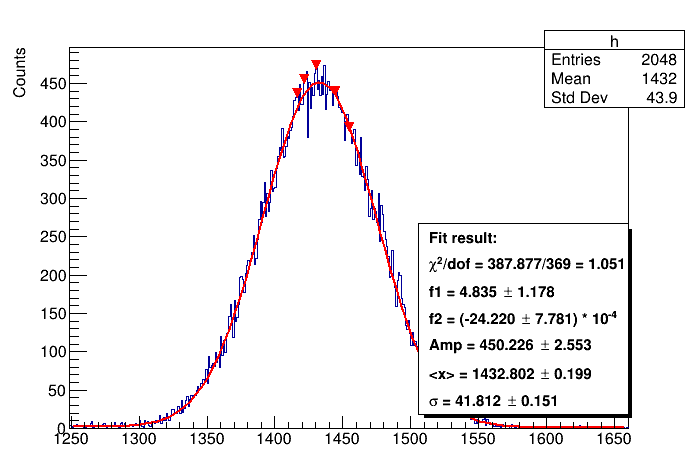 h
Entries 2048
Mean 1432
Std Dev 43.9
Counts
450
400
350
300
250
200
150
100
50
0
Fit result:
χ²/dof = 387.877/369 = 1.051
f1 = 4.835 ± 1.178
f2 = (-24.220 ± 7.781) * 10⁻⁴
Amp = 450.226 ± 2.553
<x> = 1432.802 ± 0.199
σ = 41.812 ± 0.151
1250 1300 1350 1400 1450 1500 1550 1600 1650